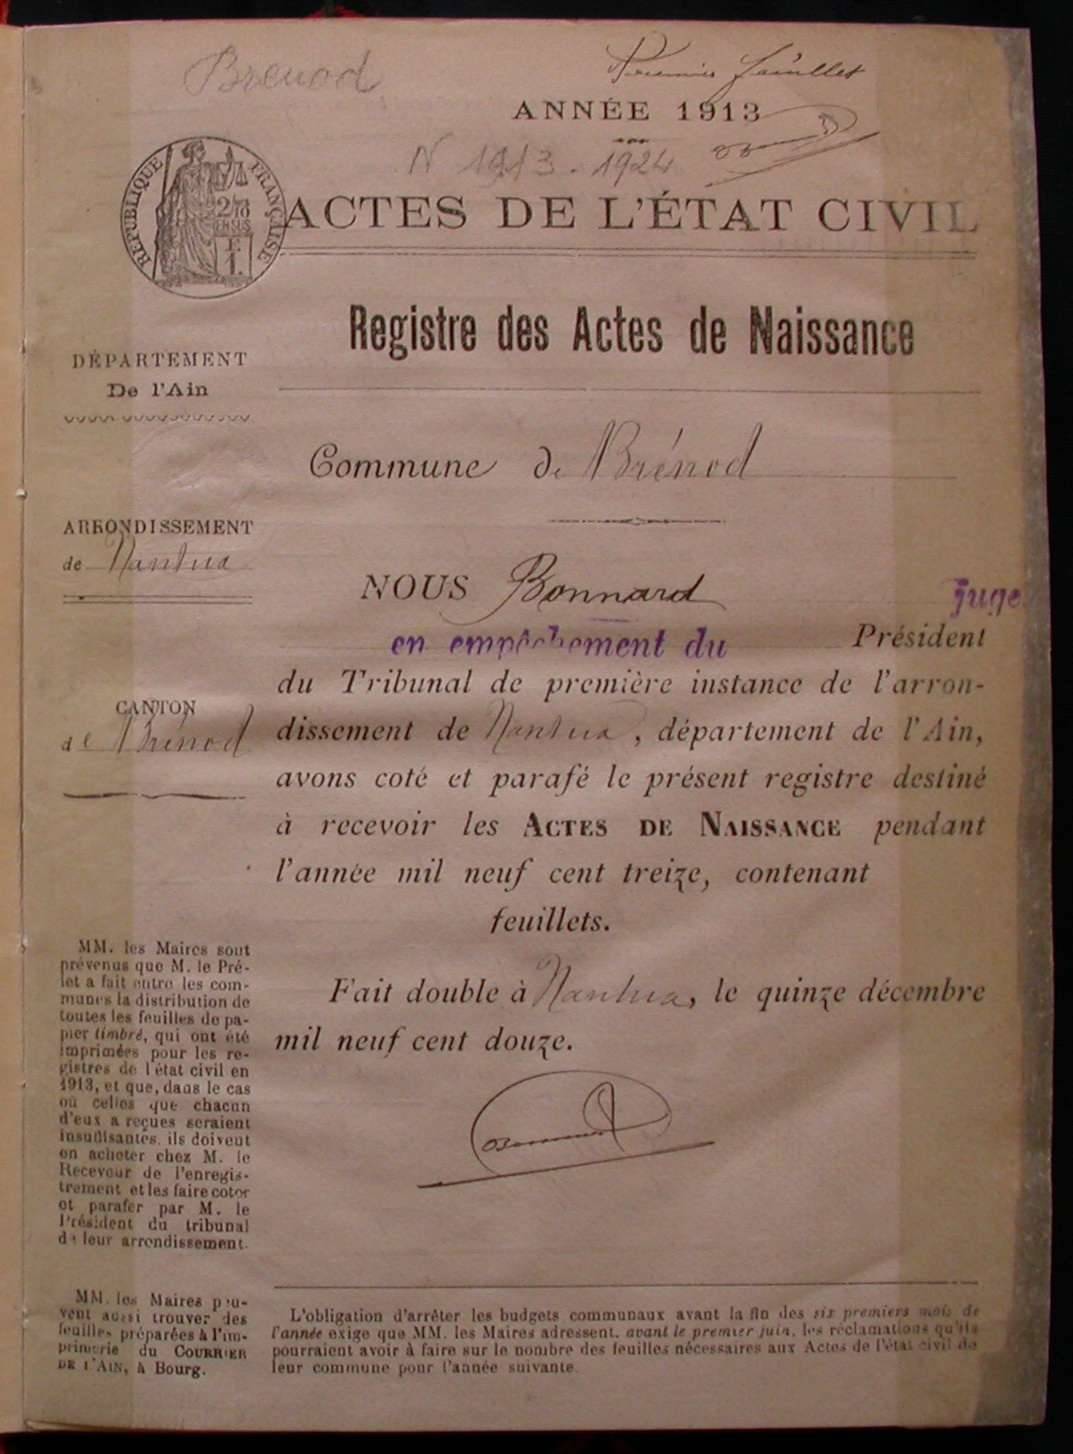 Brenod
Premier feuillet
ANNÉE 1913
N 1913-1924
RÉPUBLIQUE FRANÇAISE
2/10
EN SUS
F
1.
ACTES DE L'ÉTAT CIVIL
Registre des Actes de Naissance
DÉPARTEMENT
De l'Ain
Commune de Brénod
ARRONDISSEMENT
de Nantua
NOUS Bonnard juge
en empêchement du Président
du Tribunal de première instance de l'arron-
dissement de Nantua, département de l'Ain,
avons coté et parafé le présent registre destiné
à recevoir les ACTES DE NAISSANCE pendant
l'année mil neuf cent treize, contenant
feuillets.
CANTON
de Brénod
Fait double à Nantua, le quinze décembre
mil neuf cent douze.
MM. les Maires sont
prévenus que M. le Pré-
fet a fait entre les com-
munes la distribution de
toutes les feuilles de pa-
pier timbré, qui ont été
imprimées pour les re-
gistres de l'état civil en
1913, et que, dans le cas
où celles que chacun
d'eux a reçues seraient
insuffisantes, ils doivent
en acheter chez M. le
Receveur de l'enregis-
trement et les faire coter
et parafer par M. le
Président du tribunal
de leur arrondissement.
MM. les Maires peu-
vent aussi trouver des
feuilles préparées à l'im-
primerie du COURRIER
DE L'AIN, à Bourg.
L'obligation d'arrêter les budgets communaux avant la fin des six premiers mois de
l'année exige que MM. les Maires adressent, avant le premier juin, les réclamations qu'ils
pourraient avoir à faire sur le nombre des feuilles nécessaires aux Actes de l'état civil de
leur commune pour l'année suivante.